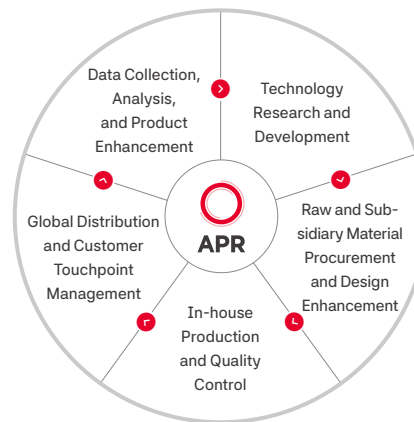 Data Collection,
Analysis,
and Product
Enhancement
Technology
Research and
Development
Raw and Sub-
sidiary Material
Procurement
and Design
Enhancement
In-house
Production
and Quality
Control
Global Distribution
and Customer
Touchpoint
Management
APR